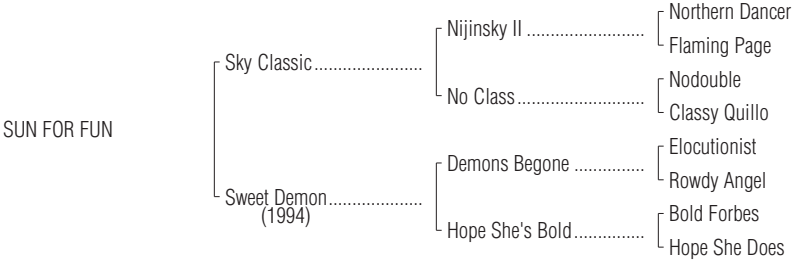 Northern Dancer
Nijinsky II ........................
Flaming Page
Sky Classic.......................
Nodouble
No Class...........................
Classy Quillo
SUN FOR FUN
Elocutionist
Demons Begone ...............
Rowdy Angel
Sweet Demon....................
(1994)
Bold Forbes
Hope She's Bold...............
Hope She Does